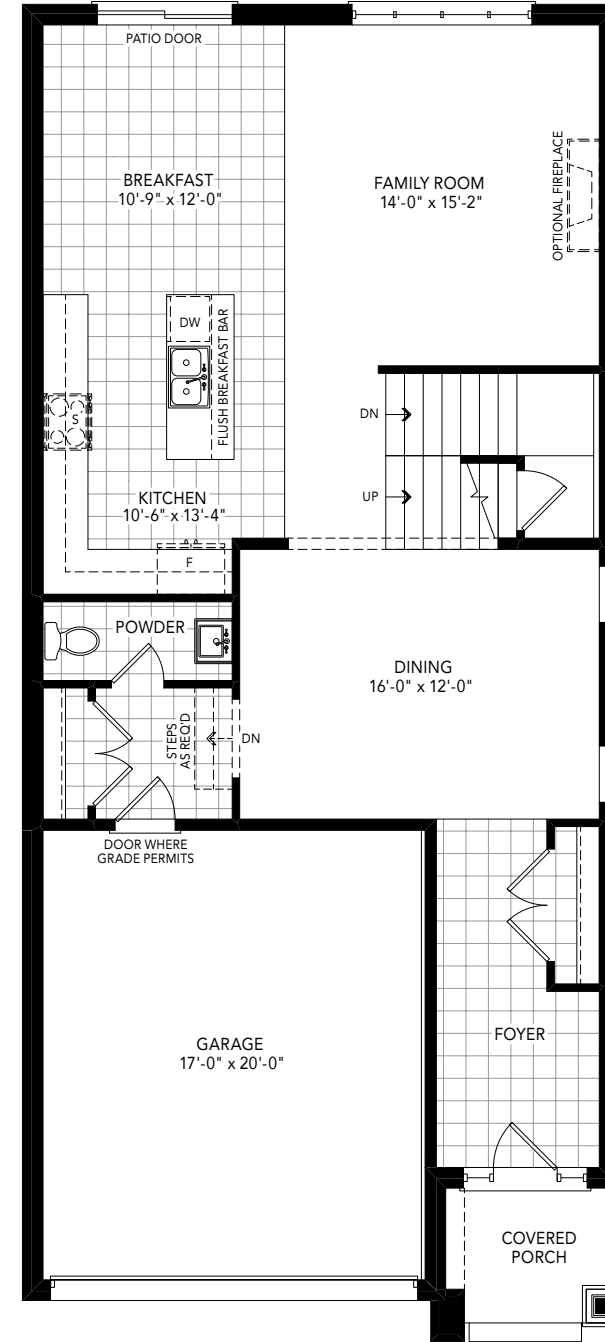 PATIO DOOR
BREAKFAST
10'-9" x 12'-0"
FAMILY ROOM
14'-0" x 15'-2"
OPTIONAL FIREPLACE
DW
FLUSH BREAKFAST BAR
S
DN
UP
KITCHEN
10'-6" x 13'-4"
F
POWDER
DINING
16'-0" x 12'-0"
STEPS
AS REQ'D
DN
DOOR WHERE
GRADE PERMITS
GARAGE
17'-0" x 20'-0"
FOYER
COVERED
PORCH